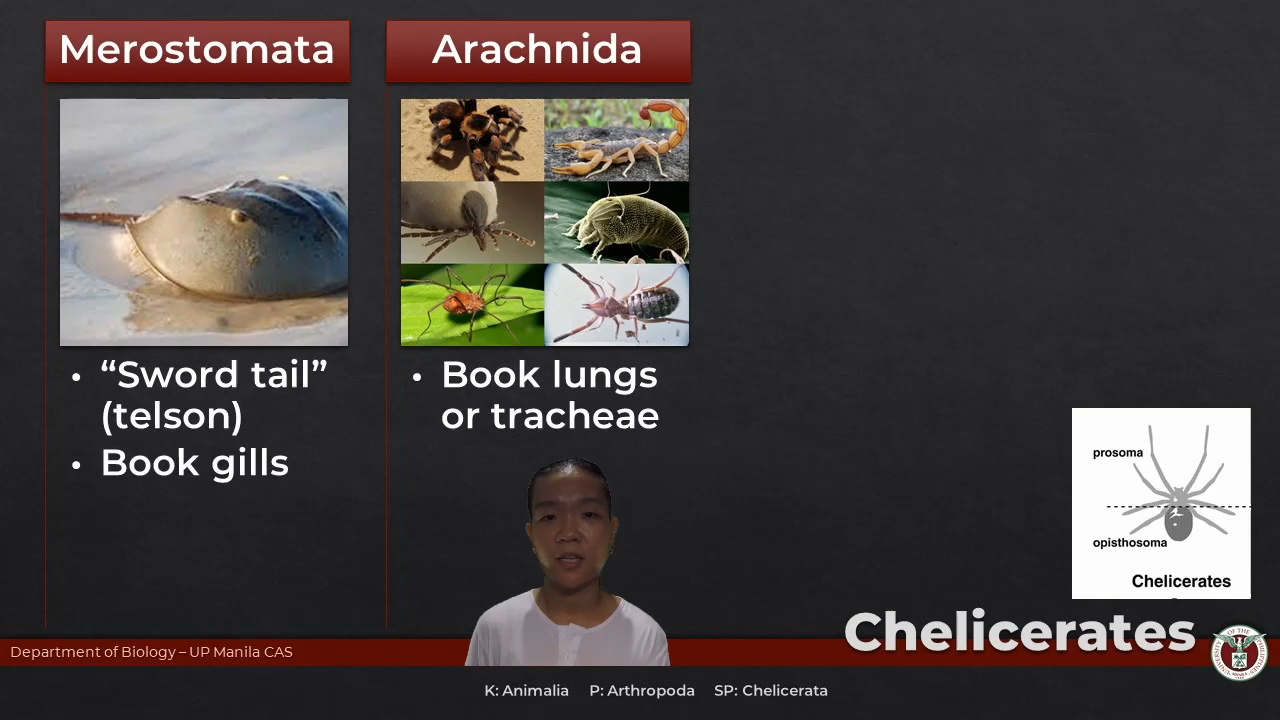 Merostomata
Arachnida
• “Sword tail”
(telson)
• Book gills
• Book lungs
or tracheae
prosoma
opisthosoma
Chelicerates
Chelicerates
Department of Biology – UP Manila CAS
K: Animalia P: Arthropoda SP: Chelicerata